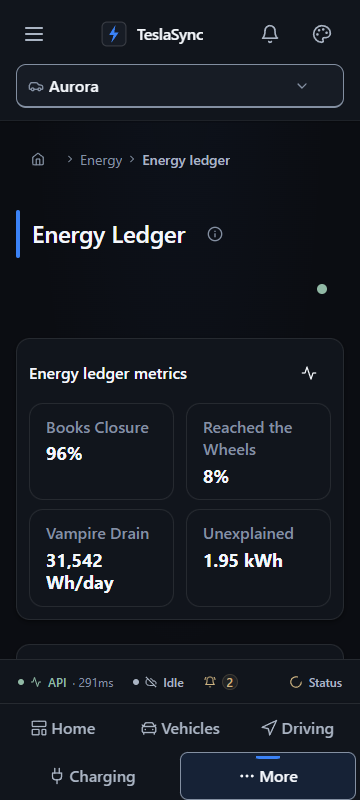 TeslaSync
Aurora
Energy
Energy ledger
Energy Ledger
Energy ledger metrics
Books Closure
96%
Reached the
Wheels
8%
Vampire Drain
31,542
Wh/day
Unexplained
1.95 kWh
API · 291ms
Idle
2
Status
Home
Vehicles
Driving
Charging
More